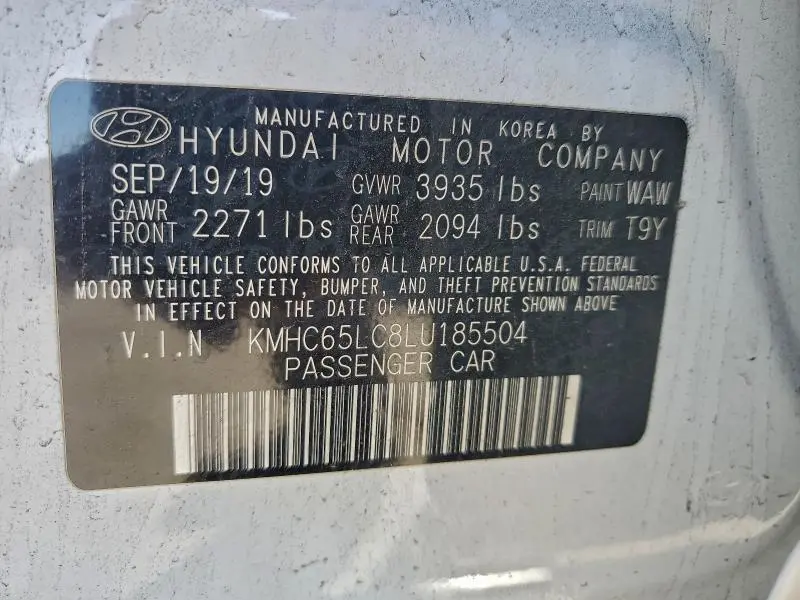 MANUFACTURED IN KOREA BY
HYUNDAI MOTOR COMPANY
SEP/19/19 GVWR 3935 lbs PAINT WAW
GAWR FRONT 2271 lbs GAWR REAR 2094 lbs TRIM T9Y
THIS VEHICLE CONFORMS TO ALL APPLICABLE U.S.A. FEDERAL
MOTOR VEHICLE SAFETY, BUMPER, AND THEFT PREVENTION STANDARDS
IN EFFECT ON THE DATE OF MANUFACTURE SHOWN ABOVE
V.I.N KMHC65LC8LU185504
PASSENGER CAR